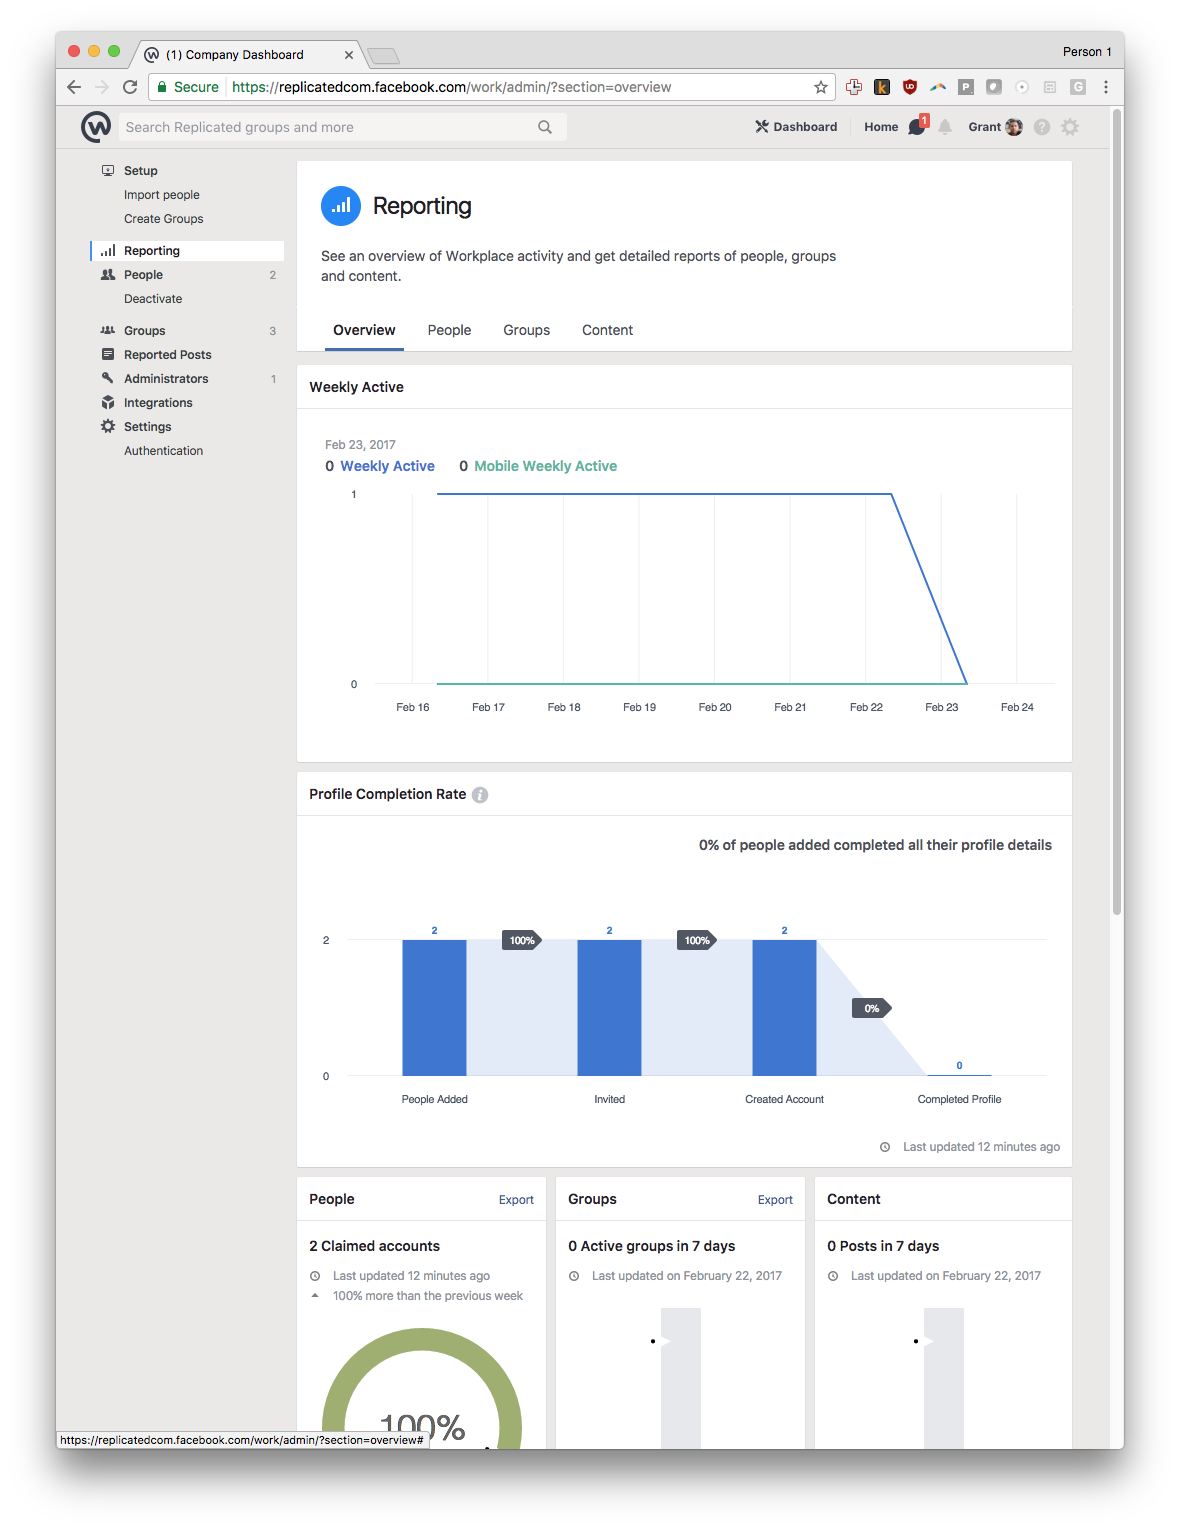 (1) Company Dashboard
Person 1
Secure
https://replicatedcom.facebook.com/work/admin/?section=overview
Search Replicated groups and more
Dashboard
Home
1
Grant
Setup
Import people
Create Groups
Reporting
People 2
Deactivate
Groups 3
Reported Posts
Administrators 1
Integrations
Settings
Authentication
Reporting
See an overview of Workplace activity and get detailed reports of people, groups
and content.
Overview People Groups Content
Weekly Active
Feb 23, 2017
0 Weekly Active 0 Mobile Weekly Active
1
0
Feb 16 Feb 17 Feb 18 Feb 19 Feb 20 Feb 21 Feb 22 Feb 23 Feb 24
Profile Completion Rate
0% of people added completed all their profile details
2 2 2
2 100% 100%
0%
0
0
People Added Invited Created Account Completed Profile
Last updated 12 minutes ago
People Export
2 Claimed accounts
Last updated 12 minutes ago
100% more than the previous week
100%
Groups Export
0 Active groups in 7 days
Last updated on February 22, 2017
Content
0 Posts in 7 days
Last updated on February 22, 2017
https://replicatedcom.facebook.com/work/admin/?section=overview#